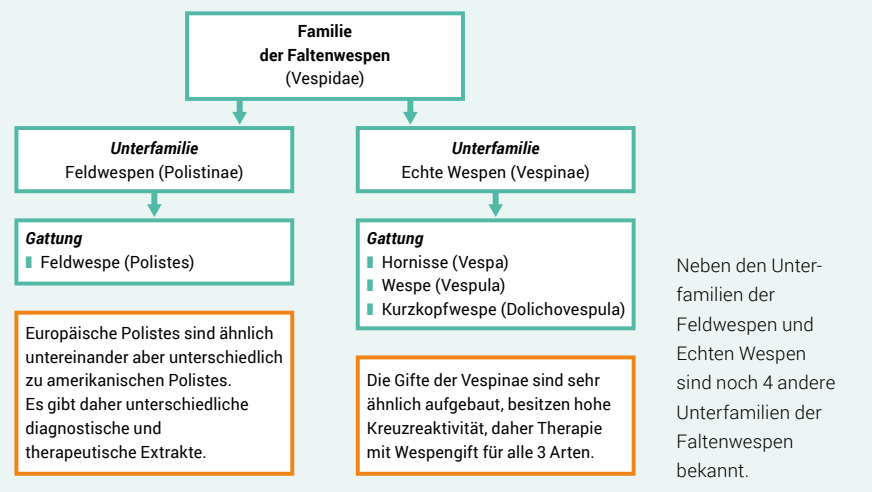 Familie
der Faltenwespen
(Vespidae)
Unterfamilie
Feldwespen (Polistinae)
Gattung
Feldwespe (Polistes)
Europäische Polistes sind ähnlich
untereinander aber unterschiedlich
zu amerikanischen Polistes.
Es gibt daher unterschiedliche
diagnostische und
therapeutische Extrakte.
Unterfamilie
Echte Wespen (Vespinae)
Gattung
Hornisse (Vespa)
Wespe (Vespula)
Kurzkopfwespe (Dolichovespula)
Die Gifte der Vespinae sind sehr
ähnlich aufgebaut, besitzen hohe
Kreuzreaktivität, daher Therapie
mit Wespengift für alle 3 Arten.
Neben den Unter-
familien der
Feldwespen und
Echten Wespen
sind noch 4 andere
Unterfamilien der
Faltenwespen
bekannt.